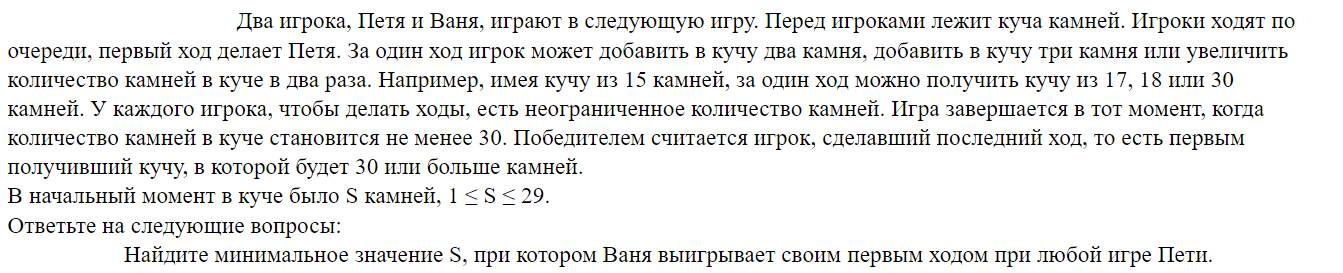 Два игрока, Петя и Ваня, играют в следующую игру. Перед игроками лежит куча камней. Игроки ходят по
очереди, первый ход делает Петя. За один ход игрок может добавить в кучу два камня, добавить в кучу три камня или увеличить
количество камней в куче в два раза. Например, имея кучу из 15 камней, за один ход можно получить кучу из 17, 18 или 30
камней. У каждого игрока, чтобы делать ходы, есть неограниченное количество камней. Игра завершается в тот момент, когда
количество камней в куче становится не менее 30. Победителем считается игрок, сделавший последний ход, то есть первым
получивший кучу, в которой будет 30 или больше камней.
В начальный момент в куче было S камней, 1 ≤ S ≤ 29.
Ответьте на следующие вопросы:
Найдите минимальное значение S, при котором Ваня выигрывает своим первым ходом при любой игре Пети.